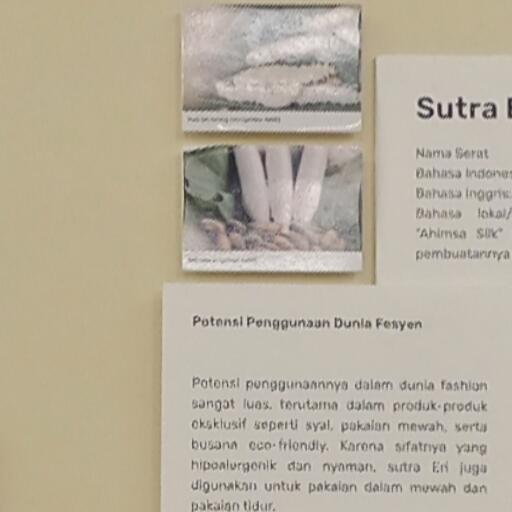 Sutra
Nama Serat
Bahasa Indones
Bahasa Inggris:
Bahasa lokal/
"Ahimsa Silk"
pembuatannya
Potensi Penggunaan Dunia Fesyen
Potensi penggunaannya dalam dunia fashion
sangat luas, terutama dalam produk-produk
eksklusif seperti syal, pakaian mewah, serta
busana eco-friendly. Karena sifatnya yang
hipoalergenik dan nyaman, sutra Eri juga
digunakan untuk pakaian dalam mewah dan
pakaian tidur.